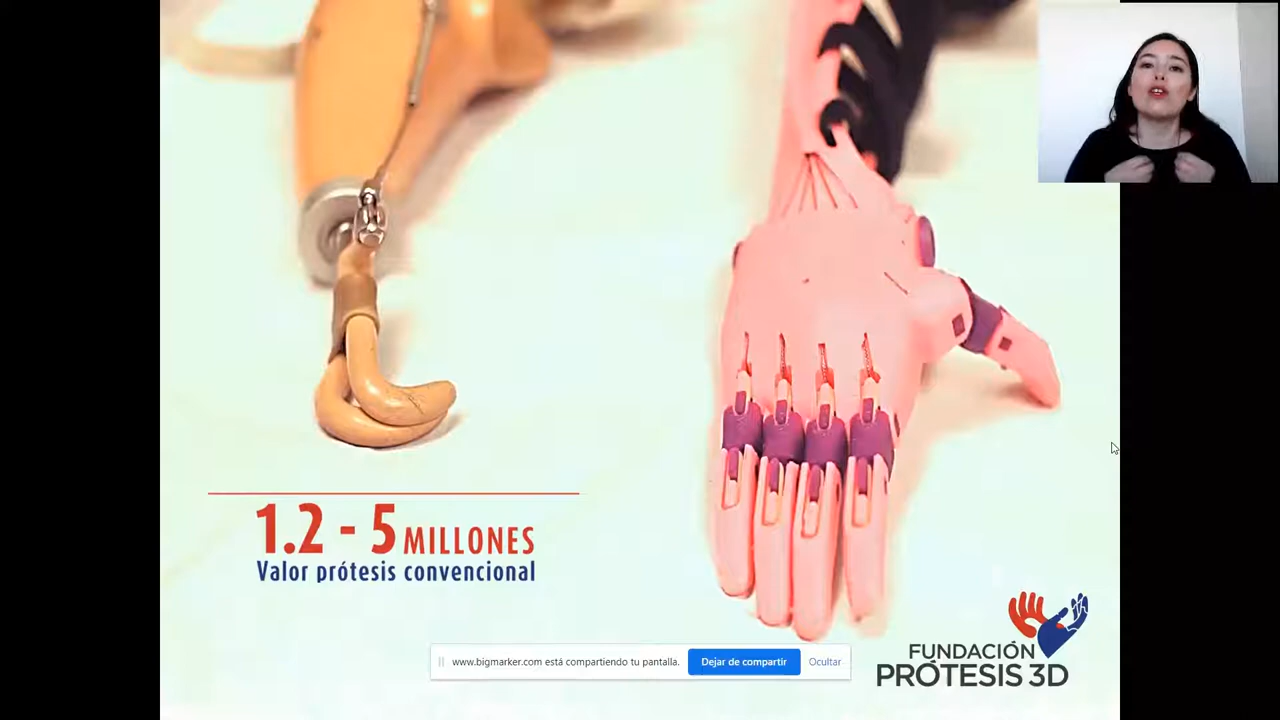 1.2 - 5 MILLONES
Valor prótesis convencional
www.bigmarker.com está compartiendo tu pantalla.
Dejar de compartir
Ocultar
FUNDACIÓN
PRÓTESIS 3D